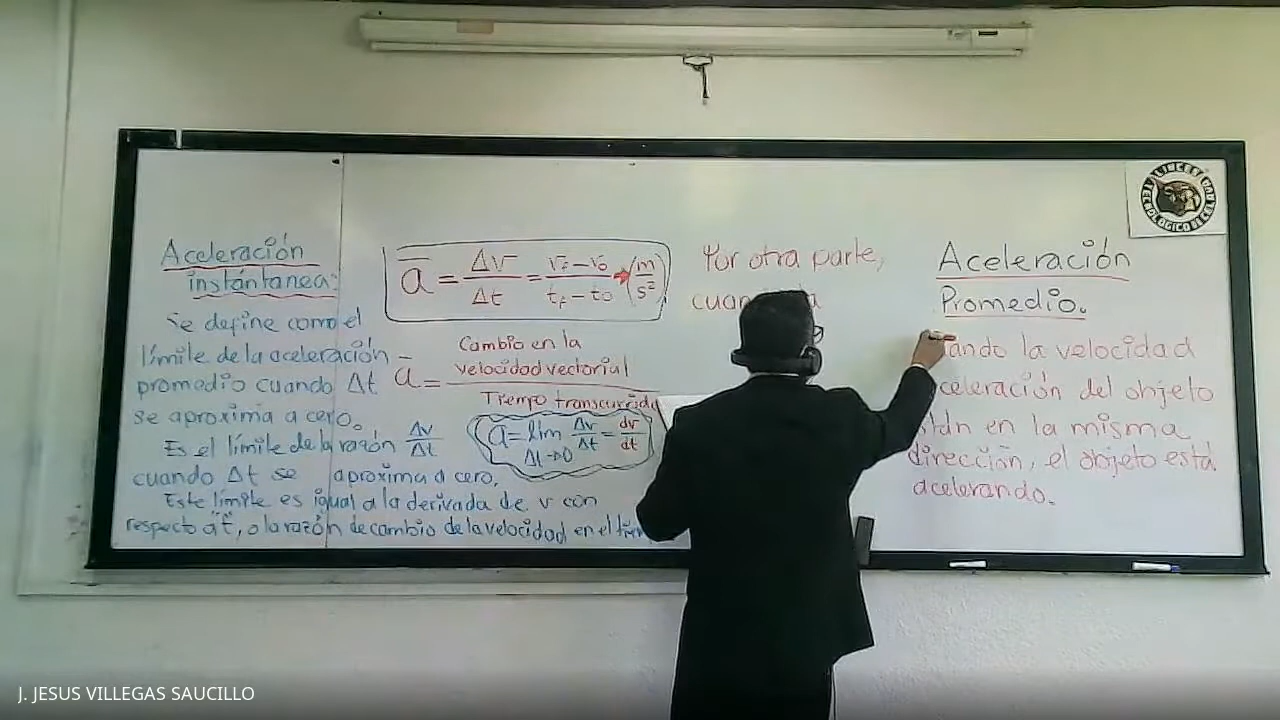 Aceleración
instántanea:
Se define como el
límite de la aceleración
promedio cuando Δt
se aproxima a cero.
Es el límite de la razón Δv/Δt
cuando Δt se aproxima a cero.
Este límite es igual a la derivada de v con
respecto a "t", o la razón de cambio de la velocidad en el
a̅ = Δv/Δt = (vf - vo)/(tf - to) → (m/s²)
a̅ = Cambio en la
velocidad vectorial
Tiempo transcurrido
a = lím Δv/Δt = dv/dt
Δt→0
Por otra parte,
Aceleración
Promedio.
la velocidad
del objeto
en la misma
dirección, el objeto está
acelerando.
ALINCES
J. JESUS VILLEGAS SAUCILLO